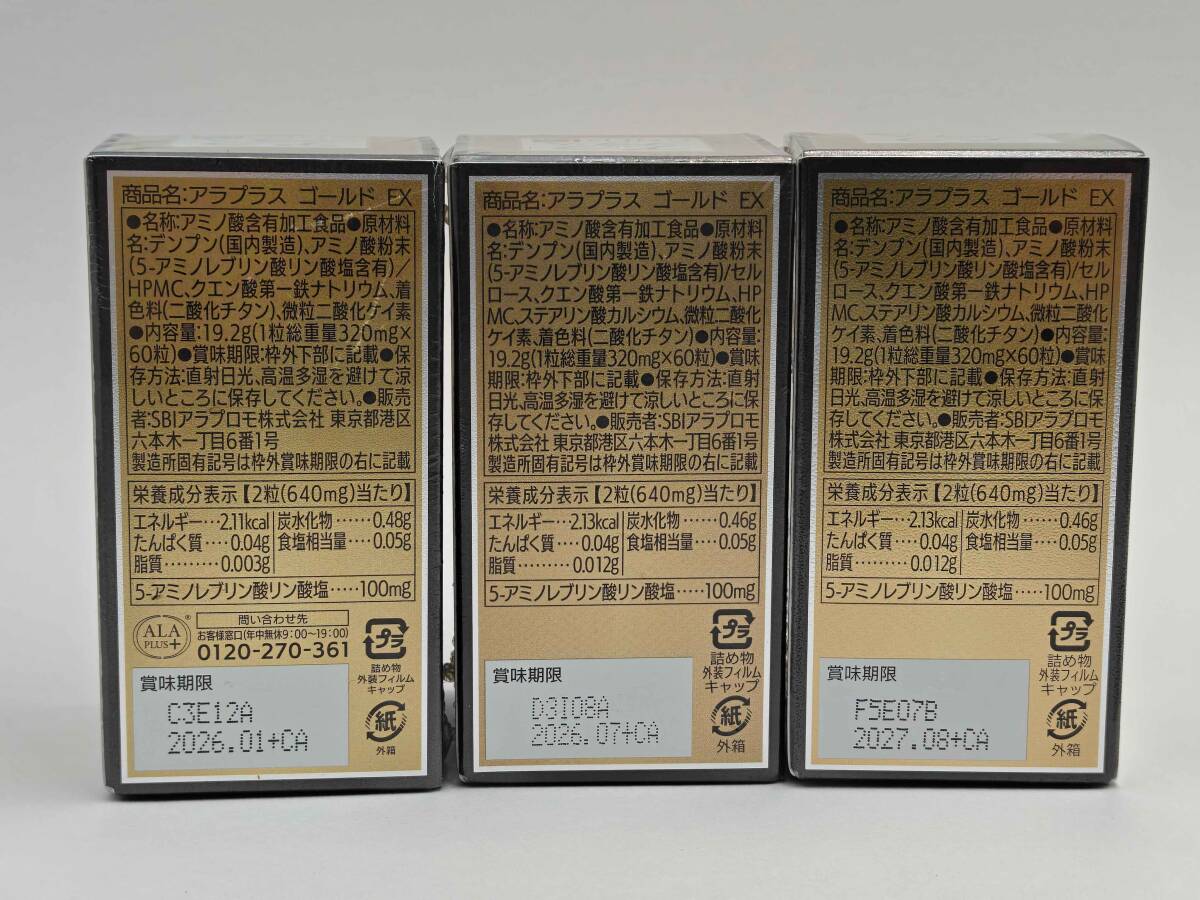 商品名:アラプラス ゴールド EX
●名称:アミノ酸含有加工食品●原材料
名:デンプン(国内製造)、アミノ酸粉末
(5-アミノレブリン酸リン酸塩含有)/
HPMC、クエン酸第一鉄ナトリウム、着
色料(二酸化チタン)、微粒二酸化ケイ素
●内容量:19.2g(1粒総重量320mg×
60粒)●賞味期限:枠外下部に記載●保
存方法:直射日光、高温多湿を避けて涼
しいところに保存してください。●販売
者:SBIアラプロモ株式会社 東京都港区
六本木一丁目6番1号
製造所固有記号は枠外賞味期限の右に記載
栄養成分表示【2粒(640mg)当たり】
エネルギー…2.11kcal 炭水化物……0.48g
たんぱく質……0.04g 食塩相当量……0.05g
脂質…………0.003g
5-アミノレブリン酸リン酸塩……100mg
ALA
PLUS+
®
問い合わせ先
お客様窓口(年中無休9:00〜19:00)
0120-270-361
プラ
詰め物
外装フィルム
キャップ
紙
外箱
賞味期限
C3E12A
2026.01+CA
商品名:アラプラス ゴールド EX
●名称:アミノ酸含有加工食品●原材料
名:デンプン(国内製造)、アミノ酸粉末
(5-アミノレブリン酸リン酸塩含有)/セル
ロース、クエン酸第一鉄ナトリウム、HP
MC、ステアリン酸カルシウム、微粒二酸化
ケイ素、着色料(二酸化チタン)●内容量:
19.2g(1粒総重量320mg×60粒)●賞味
期限:枠外下部に記載●保存方法:直射
日光、高温多湿を避けて涼しいところに保
存してください。●販売者:SBIアラプロモ
株式会社 東京都港区六本木一丁目6番1号
製造所固有記号は枠外賞味期限の右に記載
栄養成分表示【2粒(640mg)当たり】
エネルギー…2.13kcal 炭水化物……0.46g
たんぱく質……0.04g 食塩相当量……0.05g
脂質…………0.012g
5-アミノレブリン酸リン酸塩……100mg
プラ
詰め物
外装フィルム
キャップ
紙
外箱
賞味期限
D3I08A
2026.07+CA
商品名:アラプラス ゴールド EX
●名称:アミノ酸含有加工食品●原材料
名:デンプン(国内製造)、アミノ酸粉末
(5-アミノレブリン酸リン酸塩含有)/セル
ロース、クエン酸第一鉄ナトリウム、HP
MC、ステアリン酸カルシウム、微粒二酸化
ケイ素、着色料(二酸化チタン)●内容量:
19.2g(1粒総重量320mg×60粒)●賞味
期限:枠外下部に記載●保存方法:直射
日光、高温多湿を避けて涼しいところに保
存してください。●販売者:SBIアラプロモ
株式会社 東京都港区六本木一丁目6番1号
製造所固有記号は枠外賞味期限の右に記載
栄養成分表示【2粒(640mg)当たり】
エネルギー…2.13kcal 炭水化物……0.46g
たんぱく質……0.04g 食塩相当量……0.05g
脂質…………0.012g
5-アミノレブリン酸リン酸塩……100mg
プラ
詰め物
外装フィルム
キャップ
紙
外箱
賞味期限
F5E07B
2027.08+CA